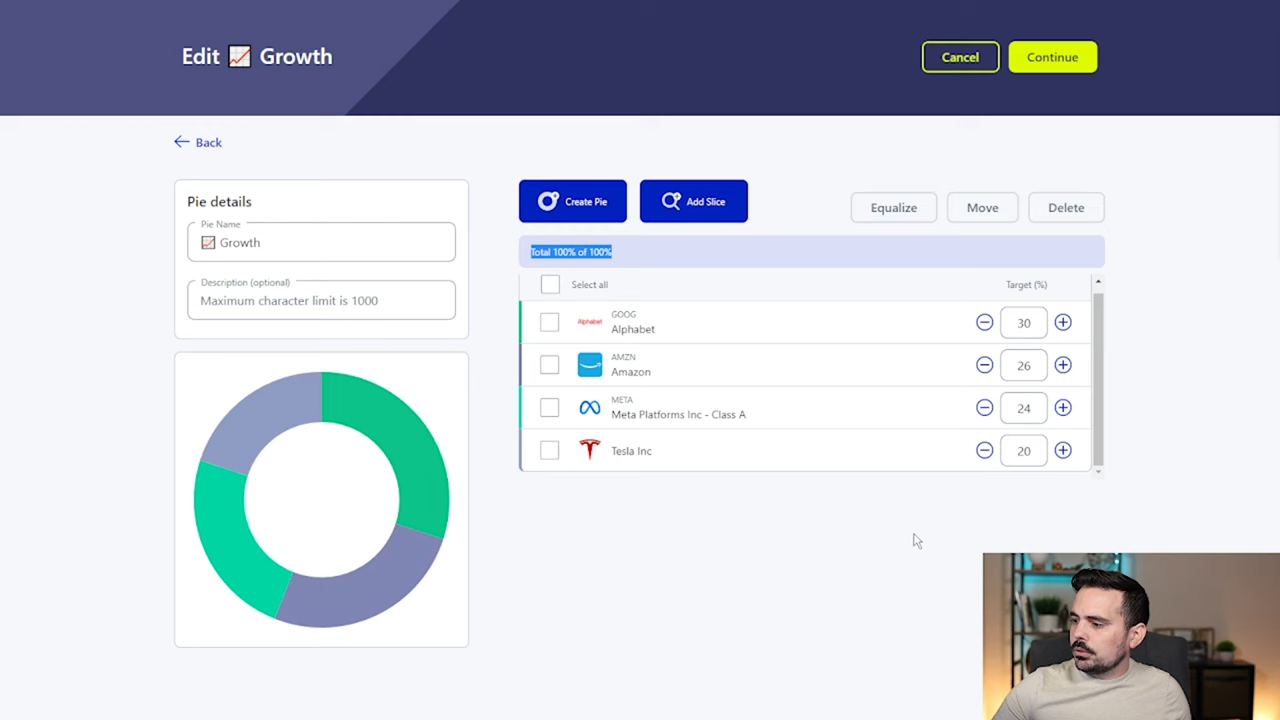 Edit 📈 Growth
Cancel
Continue
← Back
Pie details
Pie Name
📈 Growth
Description (optional)
Maximum character limit is 1000
Create Pie
Add Slice
Equalize
Move
Delete
Total 100% of 100%
Select all
Target (%)
Alphabet
GOOG
Alphabet
30
AMZN
Amazon
26
META
Meta Platforms Inc - Class A
24
Tesla Inc
20